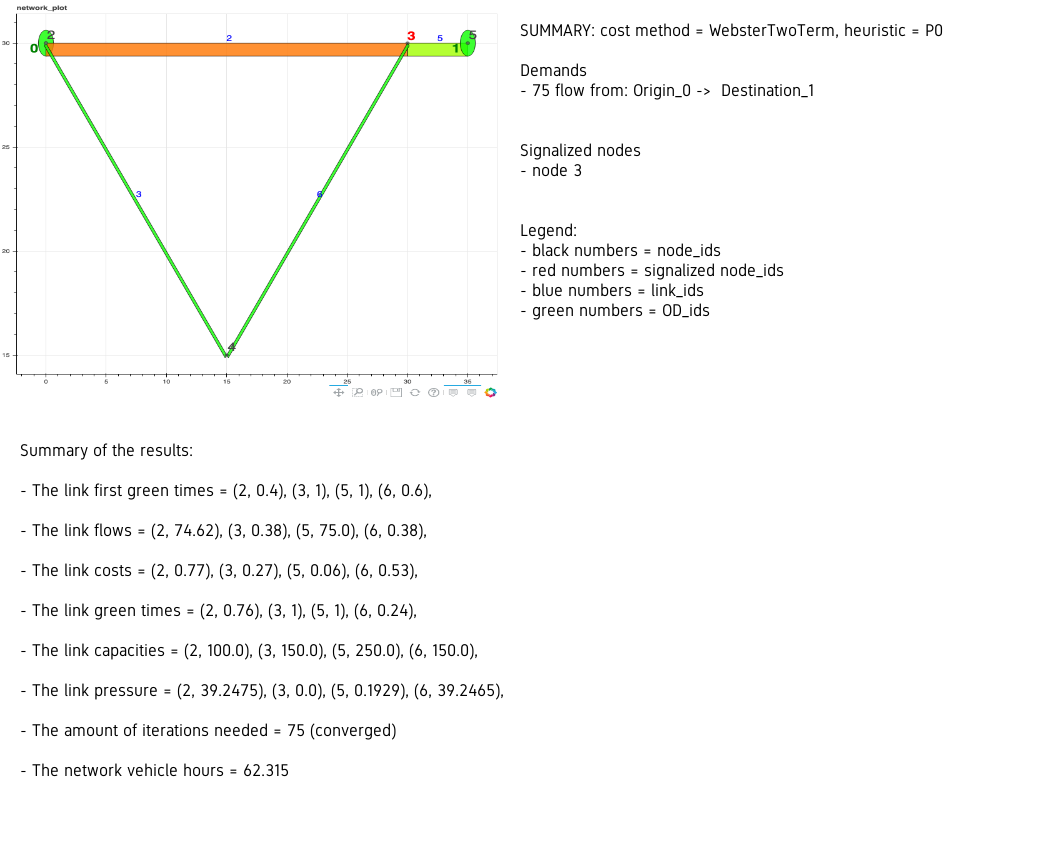 network_plot
2
5
3
5
0
1
2
30
3
6
25
20
4
15
0
5
10
15
20
25
30
35
SUMMARY: cost method = WebsterTwoTerm, heuristic = P0
Demands
- 75 flow from: Origin_0 -> Destination_1
Signalized nodes
- node 3
Legend:
- black numbers = node_ids
- red numbers = signalized node_ids
- blue numbers = link_ids
- green numbers = OD_ids
Summary of the results:
- The link first green times = (2, 0.4), (3, 1), (5, 1), (6, 0.6),
- The link flows = (2, 74.62), (3, 0.38), (5, 75.0), (6, 0.38),
- The link costs = (2, 0.77), (3, 0.27), (5, 0.06), (6, 0.53),
- The link green times = (2, 0.76), (3, 1), (5, 1), (6, 0.24),
- The link capacities = (2, 100.0), (3, 150.0), (5, 250.0), (6, 150.0),
- The link pressure = (2, 39.2475), (3, 0.0), (5, 0.1929), (6, 39.2465),
- The amount of iterations needed = 75 (converged)
- The network vehicle hours = 62.315